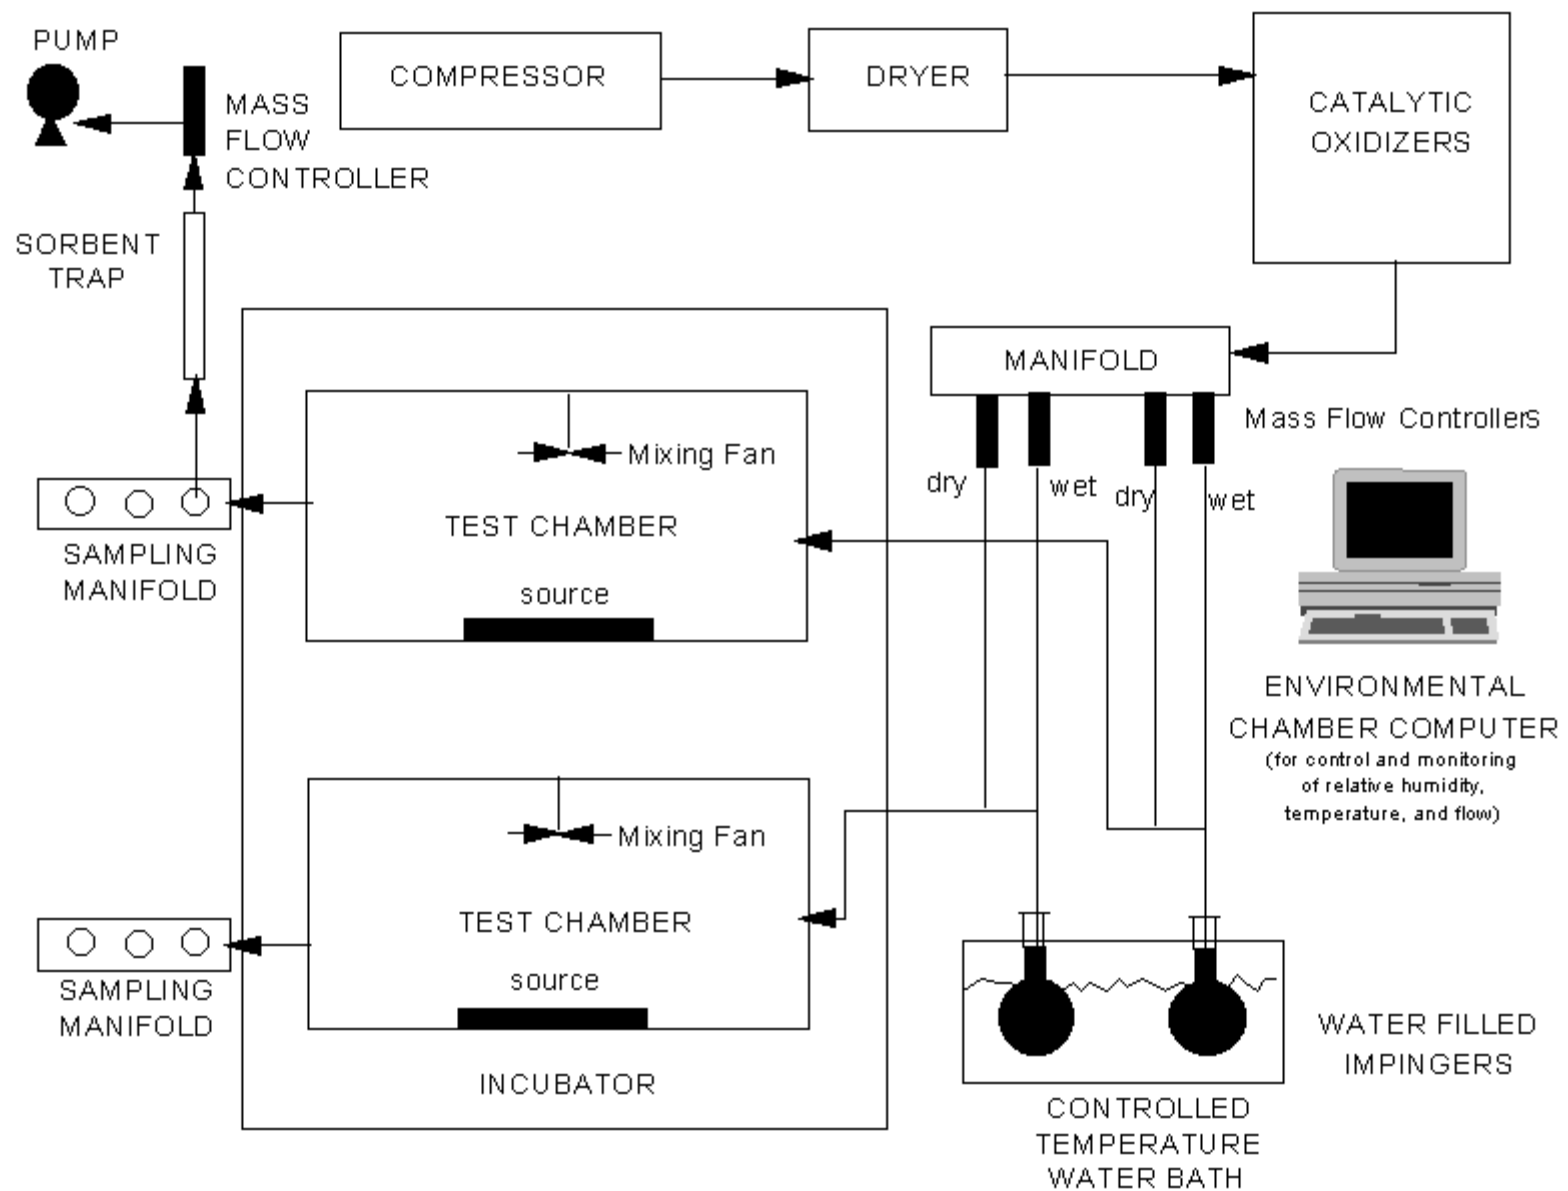 PUMP
MASS
FLOW
CONTROLLER
COMPRESSOR
DRYER
CATALYTIC
OXIDIZERS
SORBENT
TRAP
MANIFOLD
Mass Flow Controllers
dry
wet
dry
wet
Mixing Fan
TEST CHAMBER
source
SAMPLING
MANIFOLD
ENVIRONMENTAL
CHAMBER COMPUTER
(for control and monitoring
of relative humidity,
temperature, and flow)
Mixing Fan
TEST CHAMBER
source
SAMPLING
MANIFOLD
INCUBATOR
WATER FILLED
IMPINGERS
CONTROLLED
TEMPERATURE
WATER BATH